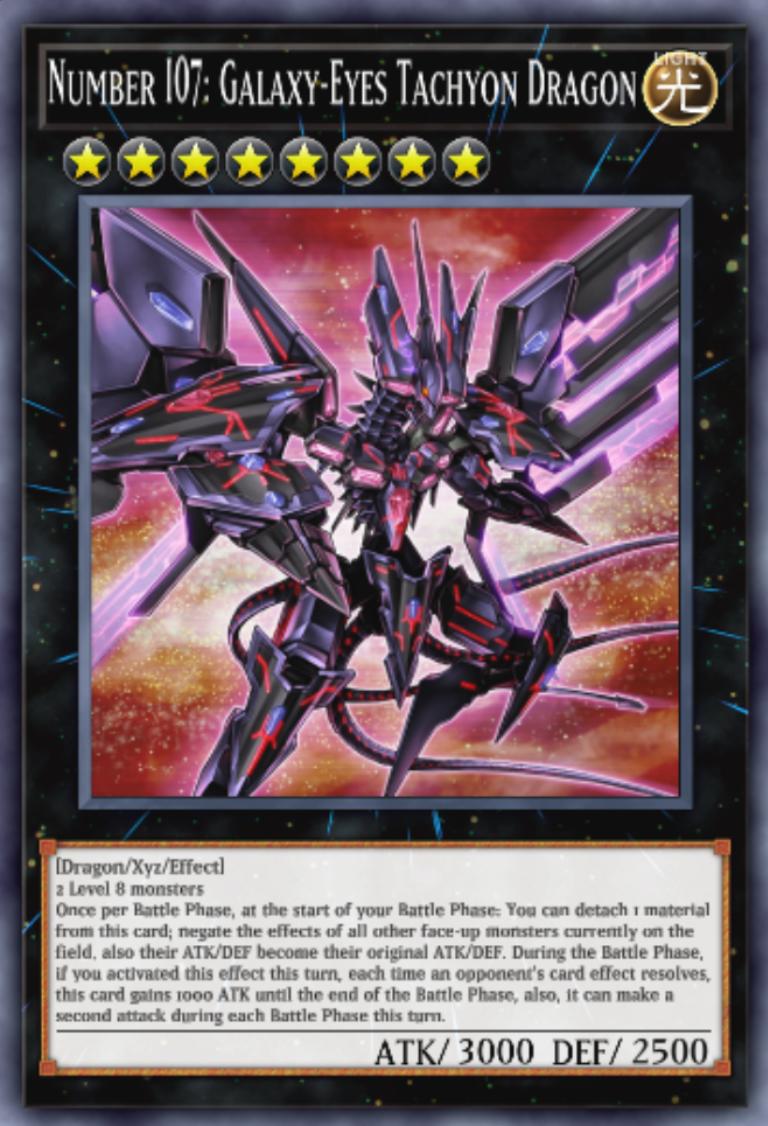 NUMBER 107: GALAXY-EYES TACHYON DRAGON
LIGHT
光
[Dragon/Xyz/Effect]
2 Level 8 monsters
Once per Battle Phase, at the start of your Battle Phase: You can detach 1 material
from this card; negate the effects of all other face-up monsters currently on the
field, also their ATK/DEF become their original ATK/DEF. During the Battle Phase,
if you activated this effect this turn, each time an opponent's card effect resolves,
this card gains 1000 ATK until the end of the Battle Phase, also, it can make a
second attack during each Battle Phase this turn.
ATK/ 3000 DEF/ 2500